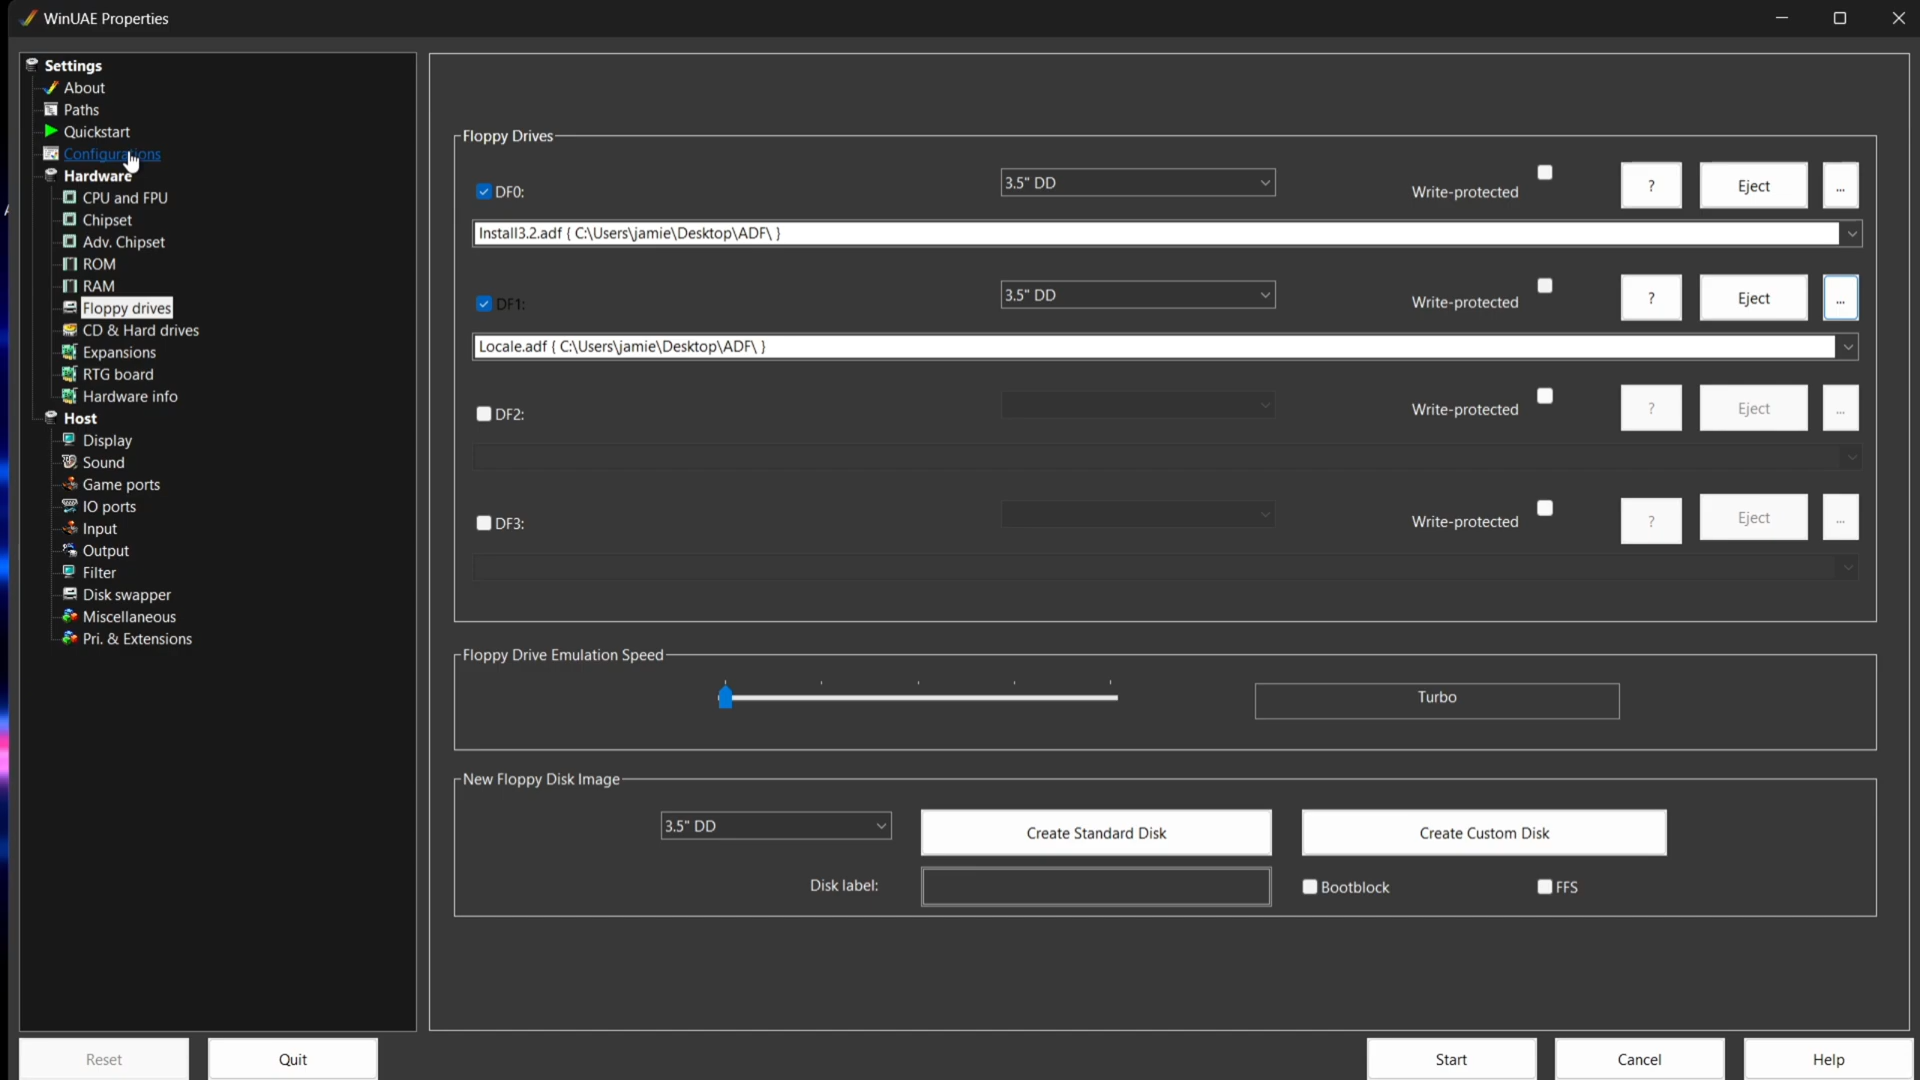 WinUAE Properties
Settings
About
Paths
Quickstart
Configurations
Hardware
CPU and FPU
Chipset
Adv. Chipset
ROM
RAM
Floppy drives
CD & Hard drives
Expansions
RTG board
Hardware info
Host
Display
Sound
Game ports
IO ports
Input
Output
Filter
Disk swapper
Miscellaneous
Pri. & Extensions
Reset
Quit
Floppy Drives
DF0: 3.5" DD Write-protected ? Eject ...
Install3.2.adf { C:\Users\jamie\Desktop\ADF\ }
DF1: 3.5" DD Write-protected ? Eject ...
Locale.adf { C:\Users\jamie\Desktop\ADF\ }
DF2: Write-protected ? Eject ...
DF3: Write-protected ? Eject ...
Floppy Drive Emulation Speed
Turbo
New Floppy Disk Image
3.5" DD Create Standard Disk Create Custom Disk
Disk label: Bootblock FFS
Start Cancel Help